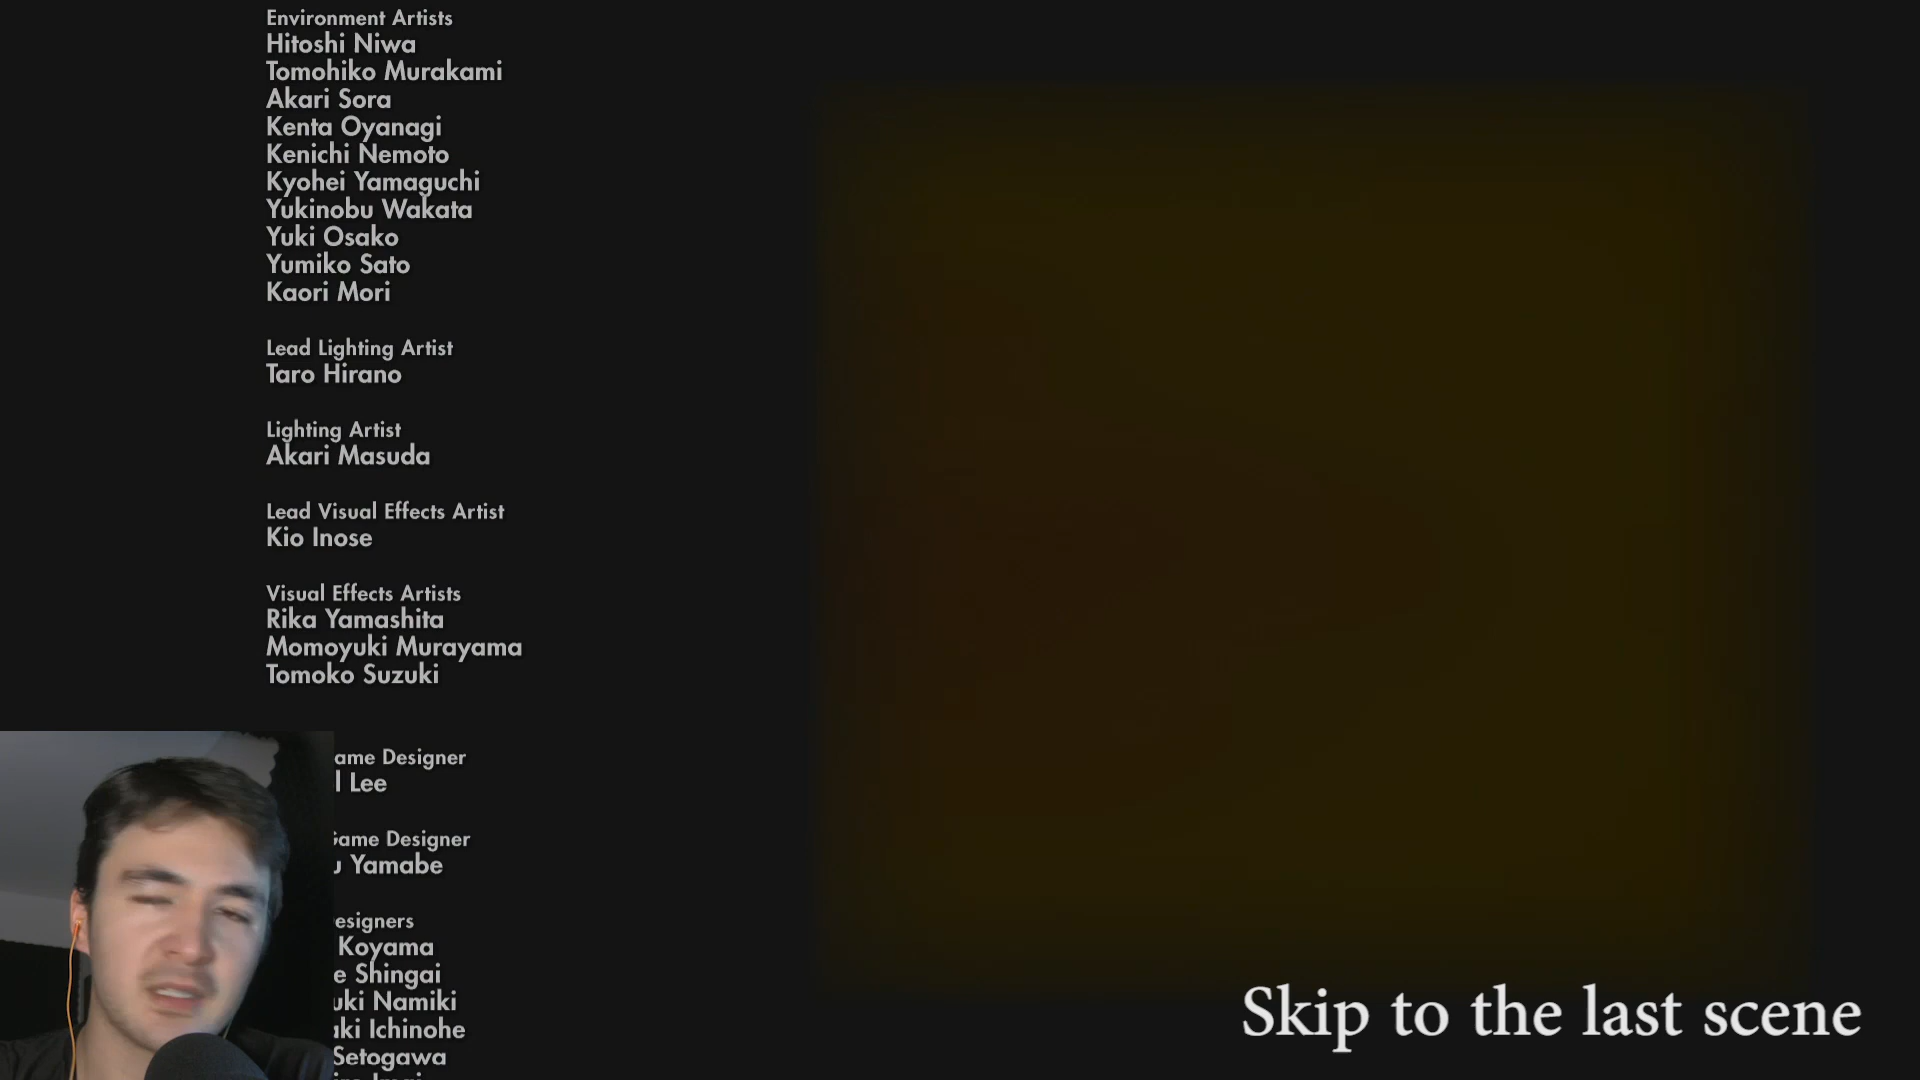 Environment Artists
Hitoshi Niwa
Tomohiko Murakami
Akari Sora
Kenta Oyanagi
Kenichi Nemoto
Kyohei Yamaguchi
Yukinobu Wakata
Yuki Osako
Yumiko Sato
Kaori Mori
Lead Lighting Artist
Taro Hirano
Lighting Artist
Akari Masuda
Lead Visual Effects Artist
Kio Inose
Visual Effects Artists
Rika Yamashita
Momoyuki Murayama
Tomoko Suzuki
Designer
Lee
Game Designer
Yamabe
Koyama
Shingai
Namiki
Ichinohe
Setogawa
Skip to the last scene